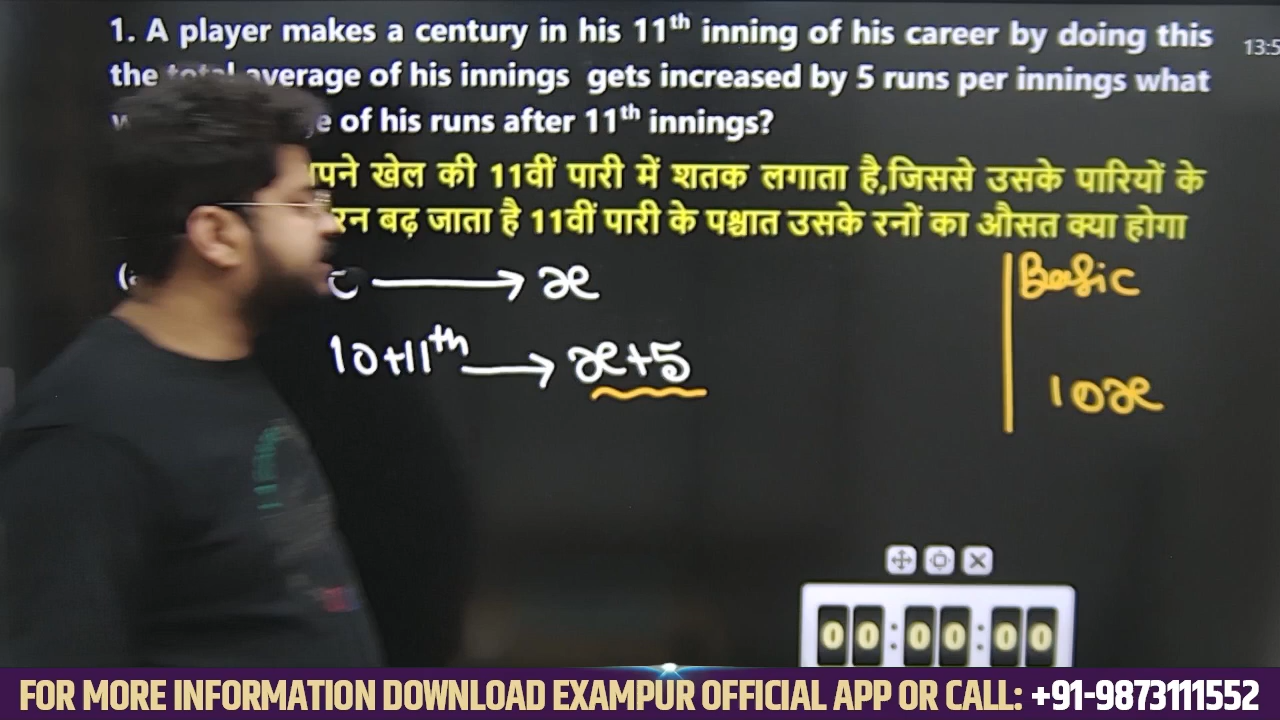 1. A player makes a century in his 11th inning of his career by doing this
the total average of his innings gets increased by 5 runs per innings what
of his runs after 11th innings?
खेल की 11वीं पारी में शतक लगाता है,जिससे उसके पारियों के
रन बढ़ जाता है 11वीं पारी के पश्चात उसके रनों का औसत क्या होगा
→ x
Basic
10+11th → x+5
10x
00:00:00
FOR MORE INFORMATION DOWNLOAD EXAMPUR OFFICIAL APP OR CALL: +91-9873111552